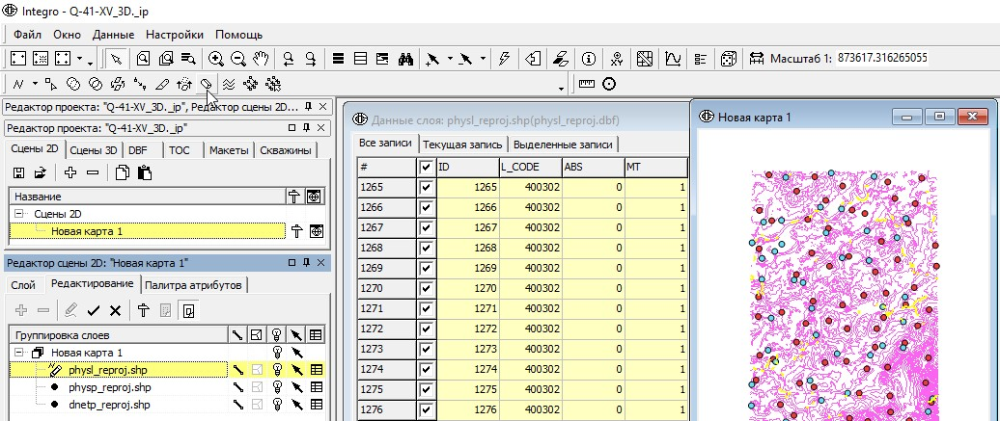 Integro - Q-41-XV_3D._ip
Файл Окно Данные Настройки Помощь
Масштаб 1: 873617.316265055
Редактор проекта: "Q-41-XV_3D._ip", Редактор сцены 2D...
Редактор проекта: "Q-41-XV_3D._ip"
Сцены 2D Сцены 3D DBF ТОС Макеты Скважины
Название
Сцены 2D
Новая карта 1
Редактор сцены 2D: "Новая карта 1"
Слой Редактирование Палитра атрибутов
Группировка слоев
Новая карта 1
physl_reproj.shp
physp_reproj.shp
dnetp_reproj.shp
Данные слоя: physl_reproj.shp(physl_reproj.dbf)
Все записи Текущая запись Выделенные записи
# ID L_CODE ABS MT
1265 1265 400302 0 1
1266 1266 400302 0 1
1267 1267 400302 0 1
1268 1268 400302 0 1
1269 1269 400302 0 1
1270 1270 400302 0 1
1271 1271 400302 0 1
1272 1272 400302 0 1
1273 1273 400302 0 1
1274 1274 400302 0 1
1275 1275 400302 0 1
1276 1276 400302 0 1
Новая карта 1